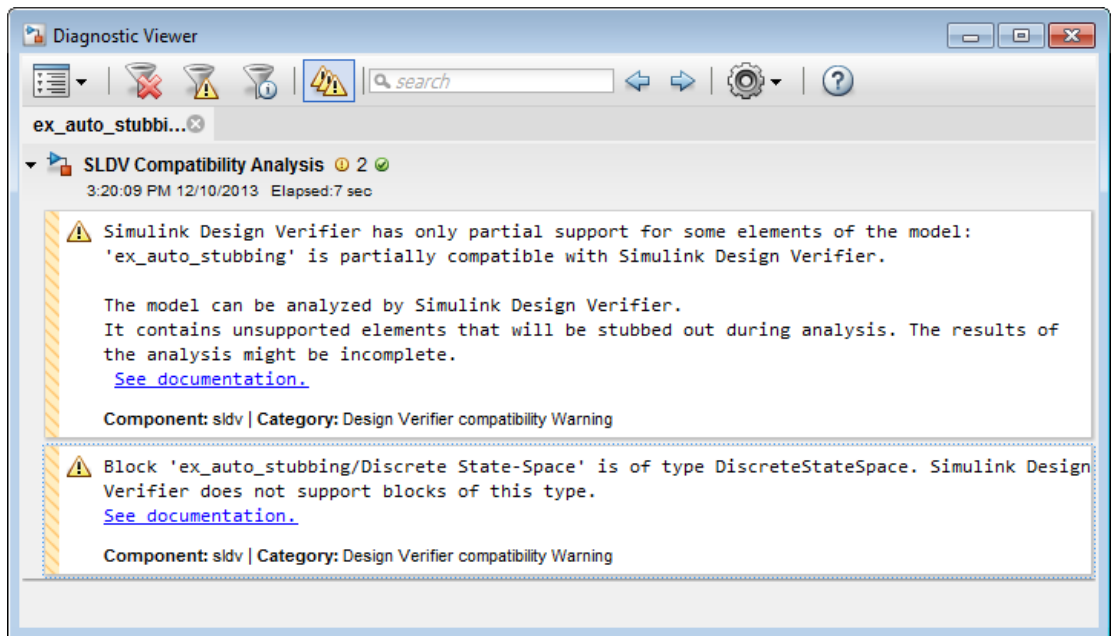 Diagnostic Viewer
search
ex_auto_stubbi...
SLDV Compatibility Analysis 2
3:20:09 PM 12/10/2013 Elapsed:7 sec
Simulink Design Verifier has only partial support for some elements of the model:
'ex_auto_stubbing' is partially compatible with Simulink Design Verifier.
The model can be analyzed by Simulink Design Verifier.
It contains unsupported elements that will be stubbed out during analysis. The results of
the analysis might be incomplete.
See documentation.
Component: sldv | Category: Design Verifier compatibility Warning
Block 'ex_auto_stubbing/Discrete State-Space' is of type DiscreteStateSpace. Simulink Design
Verifier does not support blocks of this type.
See documentation.
Component: sldv | Category: Design Verifier compatibility Warning